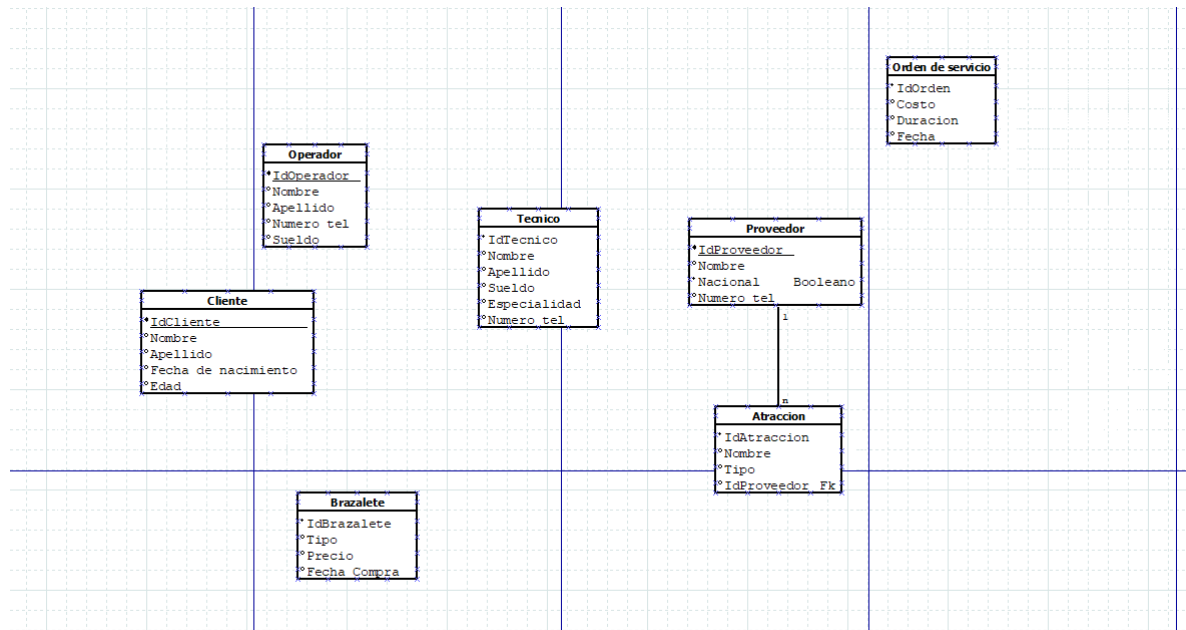 Orden de servicio
IdOrden
Costo
Duracion
Fecha
Operador
IdOperador
Nombre
Apellido
Numero tel
Sueldo
Tecnico
IdTecnico
Nombre
Apellido
Sueldo
Especialidad
Numero tel
Proveedor
IdProveedor
Nombre
Nacional Booleano
Numero tel
1
n
Cliente
IdCliente
Nombre
Apellido
Fecha de nacimiento
Edad
Atraccion
IdAtraccion
Nombre
Tipo
IdProveedor Fk
Brazalete
IdBrazalete
Tipo
Precio
Fecha Compra